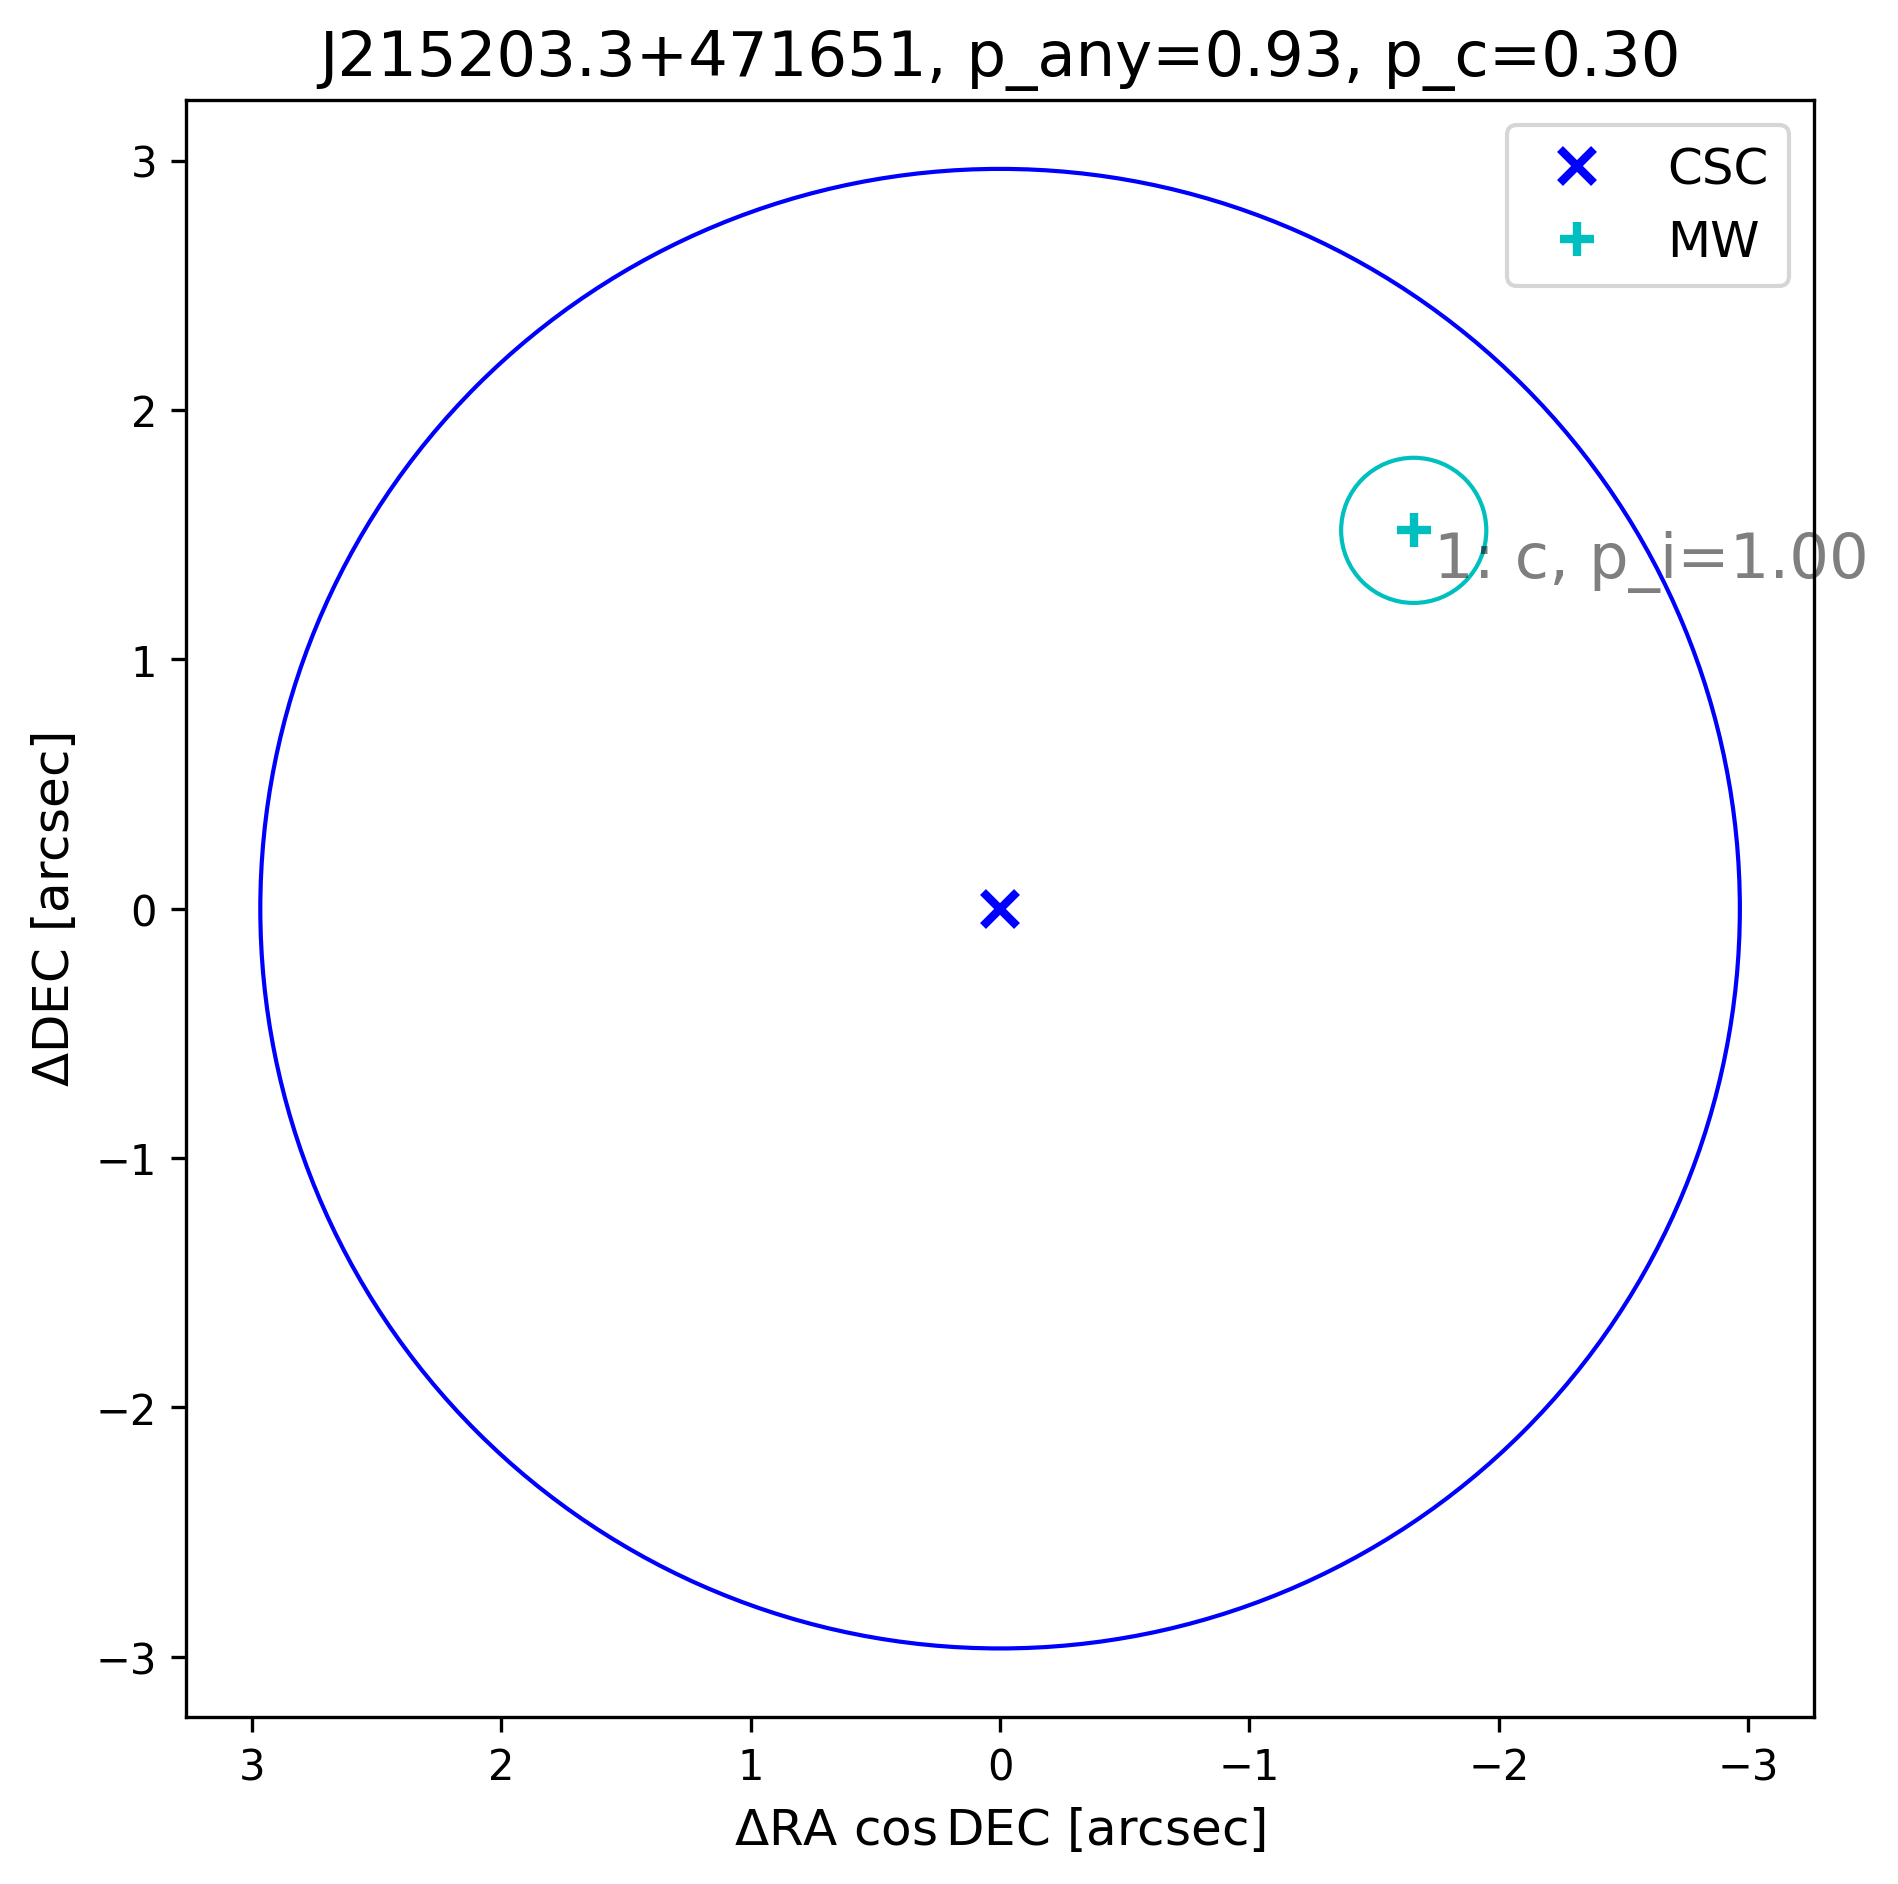 J215203.3+471651, p_any=0.93, p_c=0.30
CSC
MW
1: c, p_i=1.00
3
2
1
0
−1
−2
−3
ΔDEC [arcsec]
3
2
1
0
−1
−2
−3
ΔRA cos DEC [arcsec]